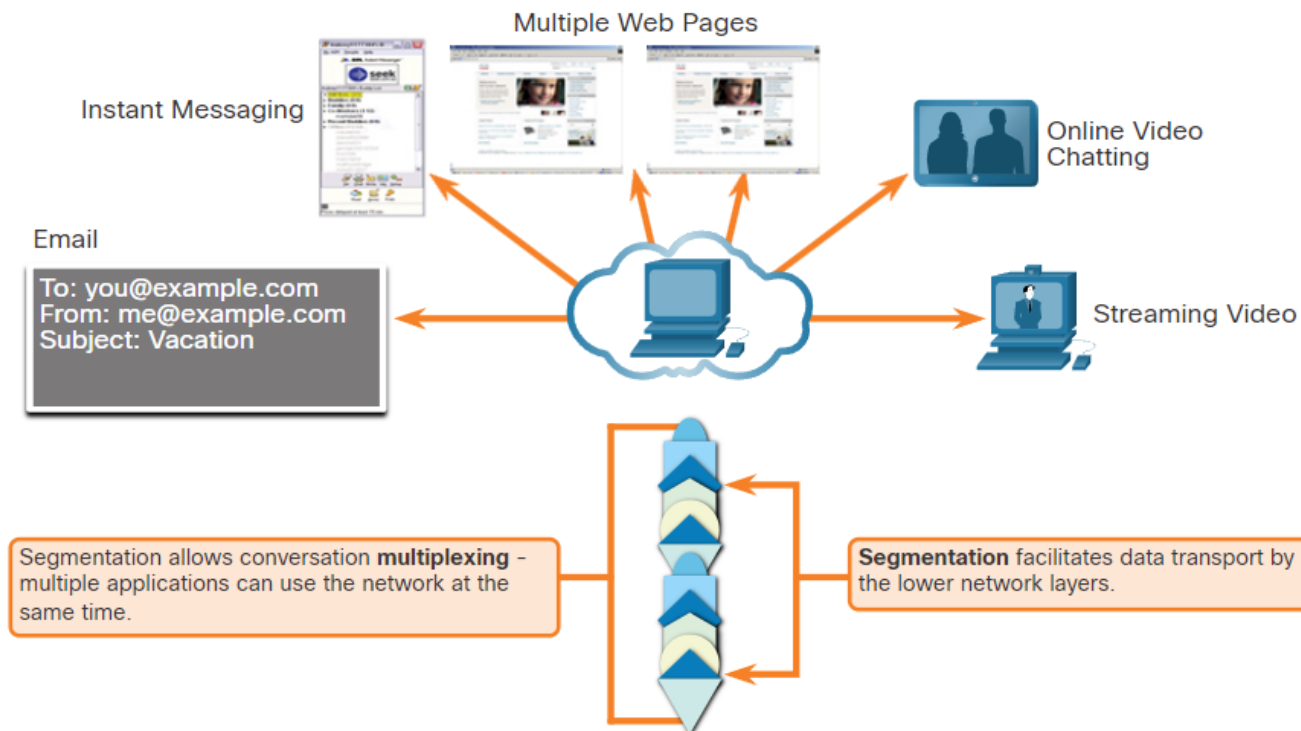 Multiple Web Pages
seek
Instant Messaging
Online Video
Chatting
Email
To: you@example.com
From: me@example.com
Subject: Vacation
Streaming Video
Segmentation allows conversation multiplexing -
multiple applications can use the network at the
same time.
Segmentation facilitates data transport by
the lower network layers.